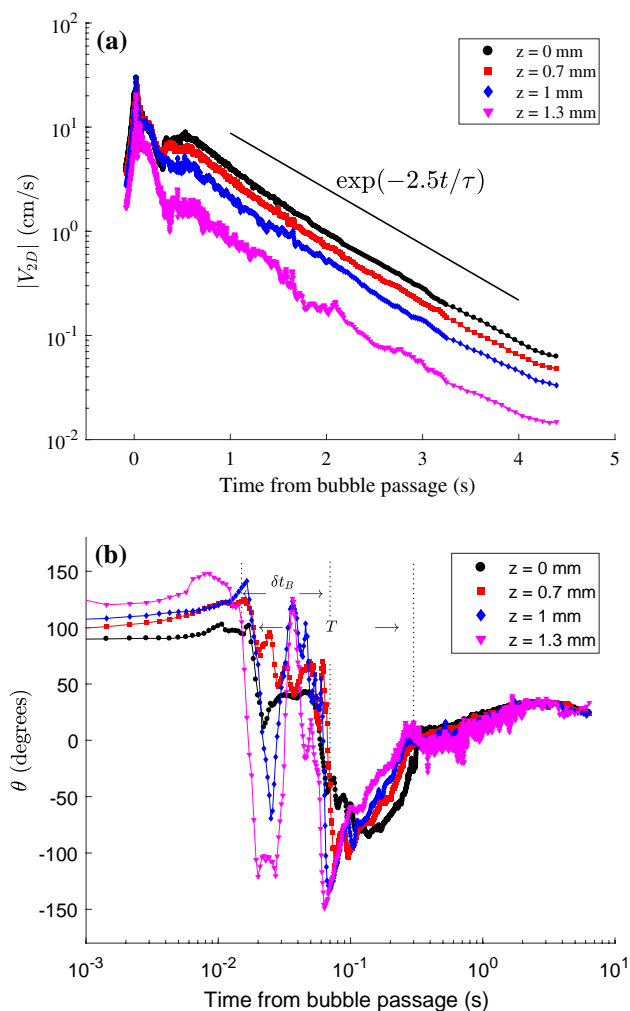 (a)
z = 0 mm
z = 0.7 mm
z = 1 mm
z = 1.3 mm
exp(−2.5t/τ)
|V_{2D}| (cm/s)
10^2
10^1
10^0
10^{-1}
10^{-2}
0 1 2 3 4 5
Time from bubble passage (s)
(b)
z = 0 mm
z = 0.7 mm
z = 1 mm
z = 1.3 mm
δt_B
T
θ (degrees)
150
100
50
0
-50
-100
-150
10^{-3} 10^{-2} 10^{-1} 10^0 10^1
Time from bubble passage (s)